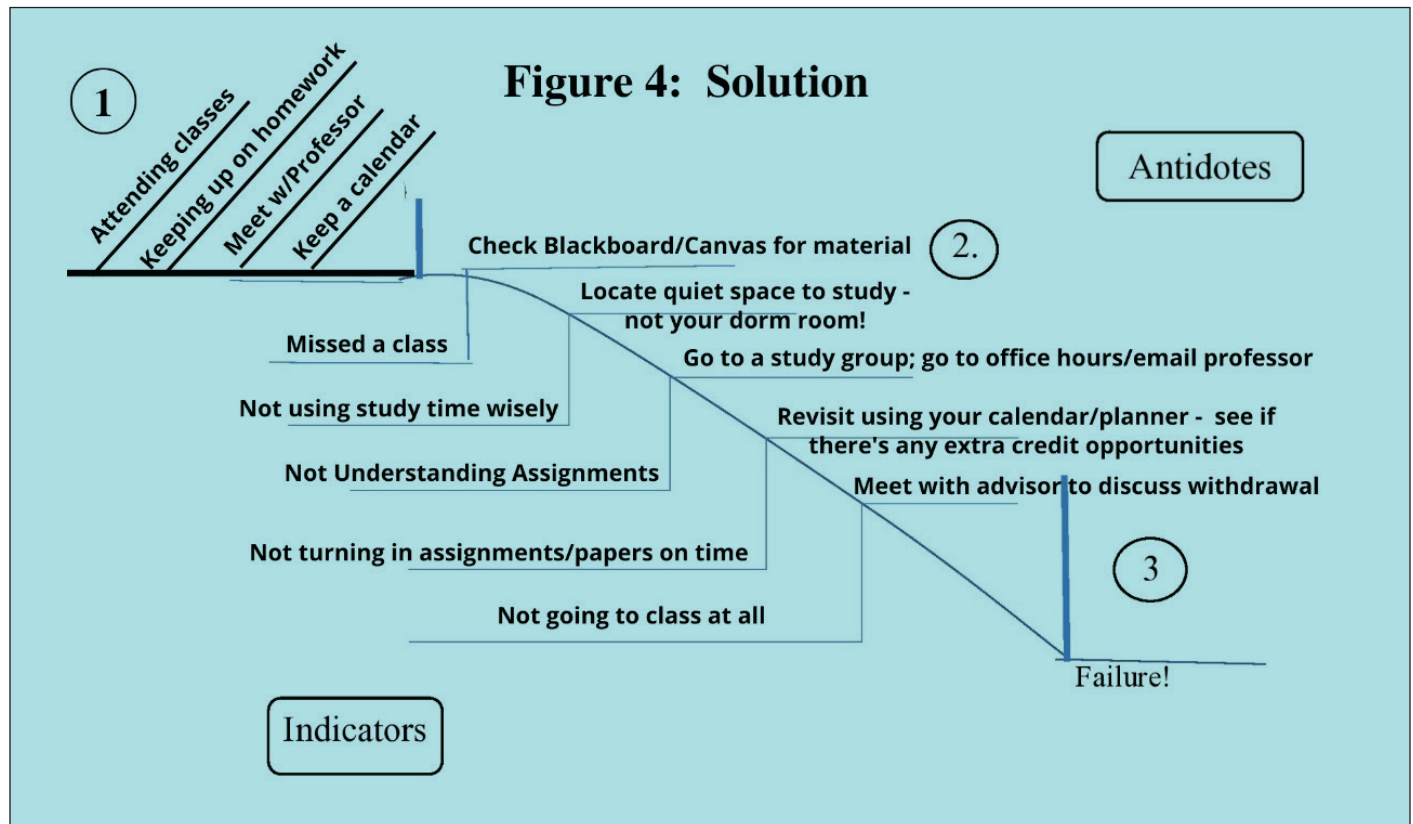 Figure 4: Solution
1
Attending classes
Keeping up on homework
Meet w/Professor
Keep a calendar
Antidotes
Check Blackboard/Canvas for material
2.
Locate quiet space to study -
not your dorm room!
Missed a class
Go to a study group; go to office hours/email professor
Not using study time wisely
Revisit using your calendar/planner - see if
there's any extra credit opportunities
Not Understanding Assignments
Meet with advisor to discuss withdrawal
Not turning in assignments/papers on time
3
Not going to class at all
Failure!
Indicators